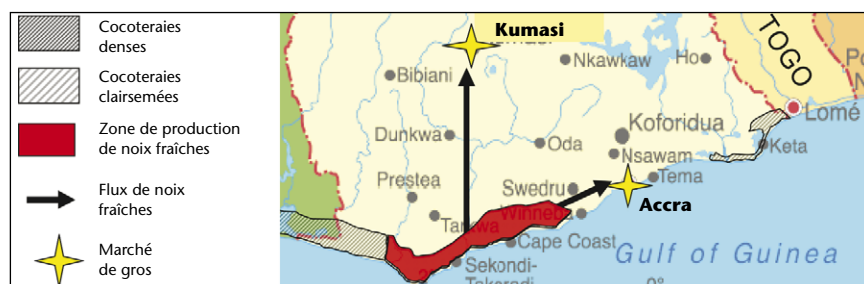 Cocoteraies
denses
Cocoteraies
clairsemées
Zone de production
de noix fraîches
Flux de noix
fraîches
Marché
de gros
Kumasi
Bibiani
Nkawkaw
Ho
TOGO
Lomé
Koforidua
Dunkwa
Oda
Nsawam
Keta
Prestea
Swedru
Tema
Accra
Tarkwa
Winneba
Cape Coast
Gulf of Guinea
Sekondi-